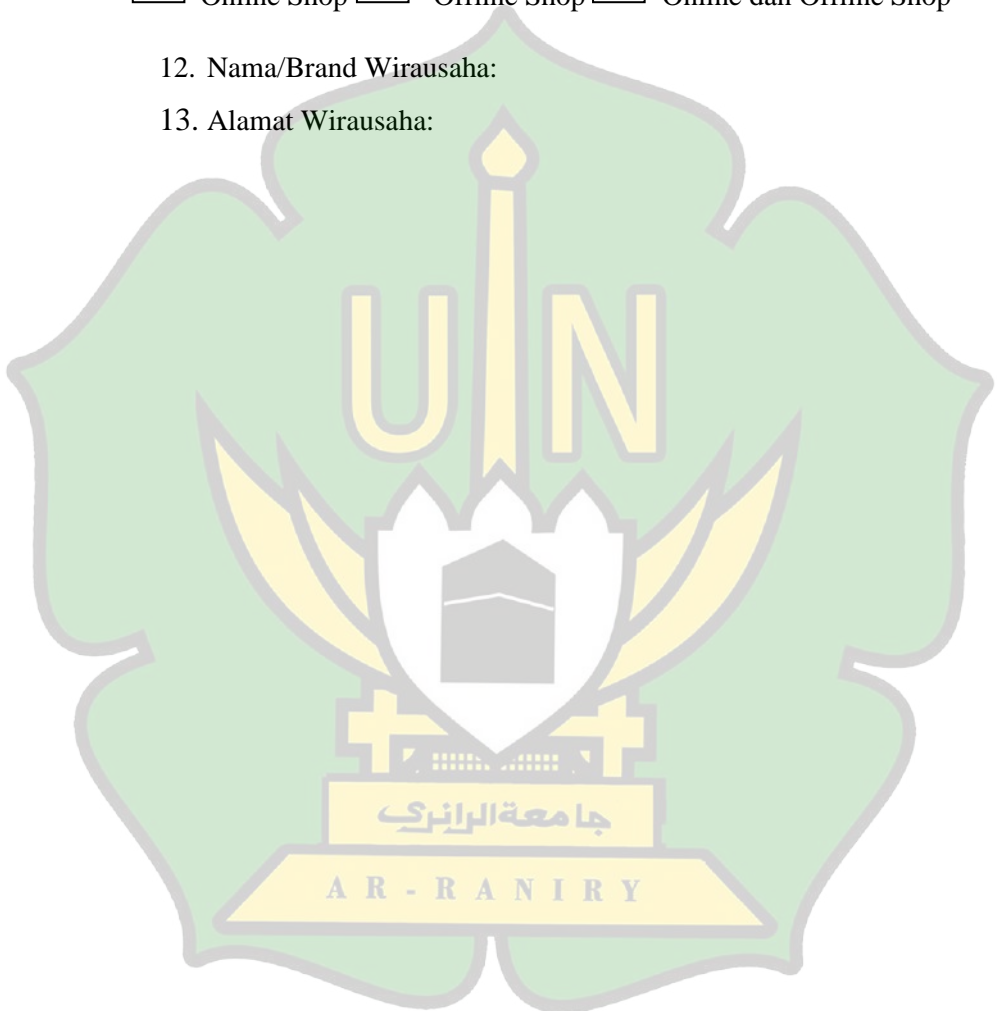 Online Shop Offline Shop Online dan Offline Shop
12. Nama/Brand Wirausaha:
13. Alamat Wirausaha:
UIN
جامعة الرانري
AR-RANIRY